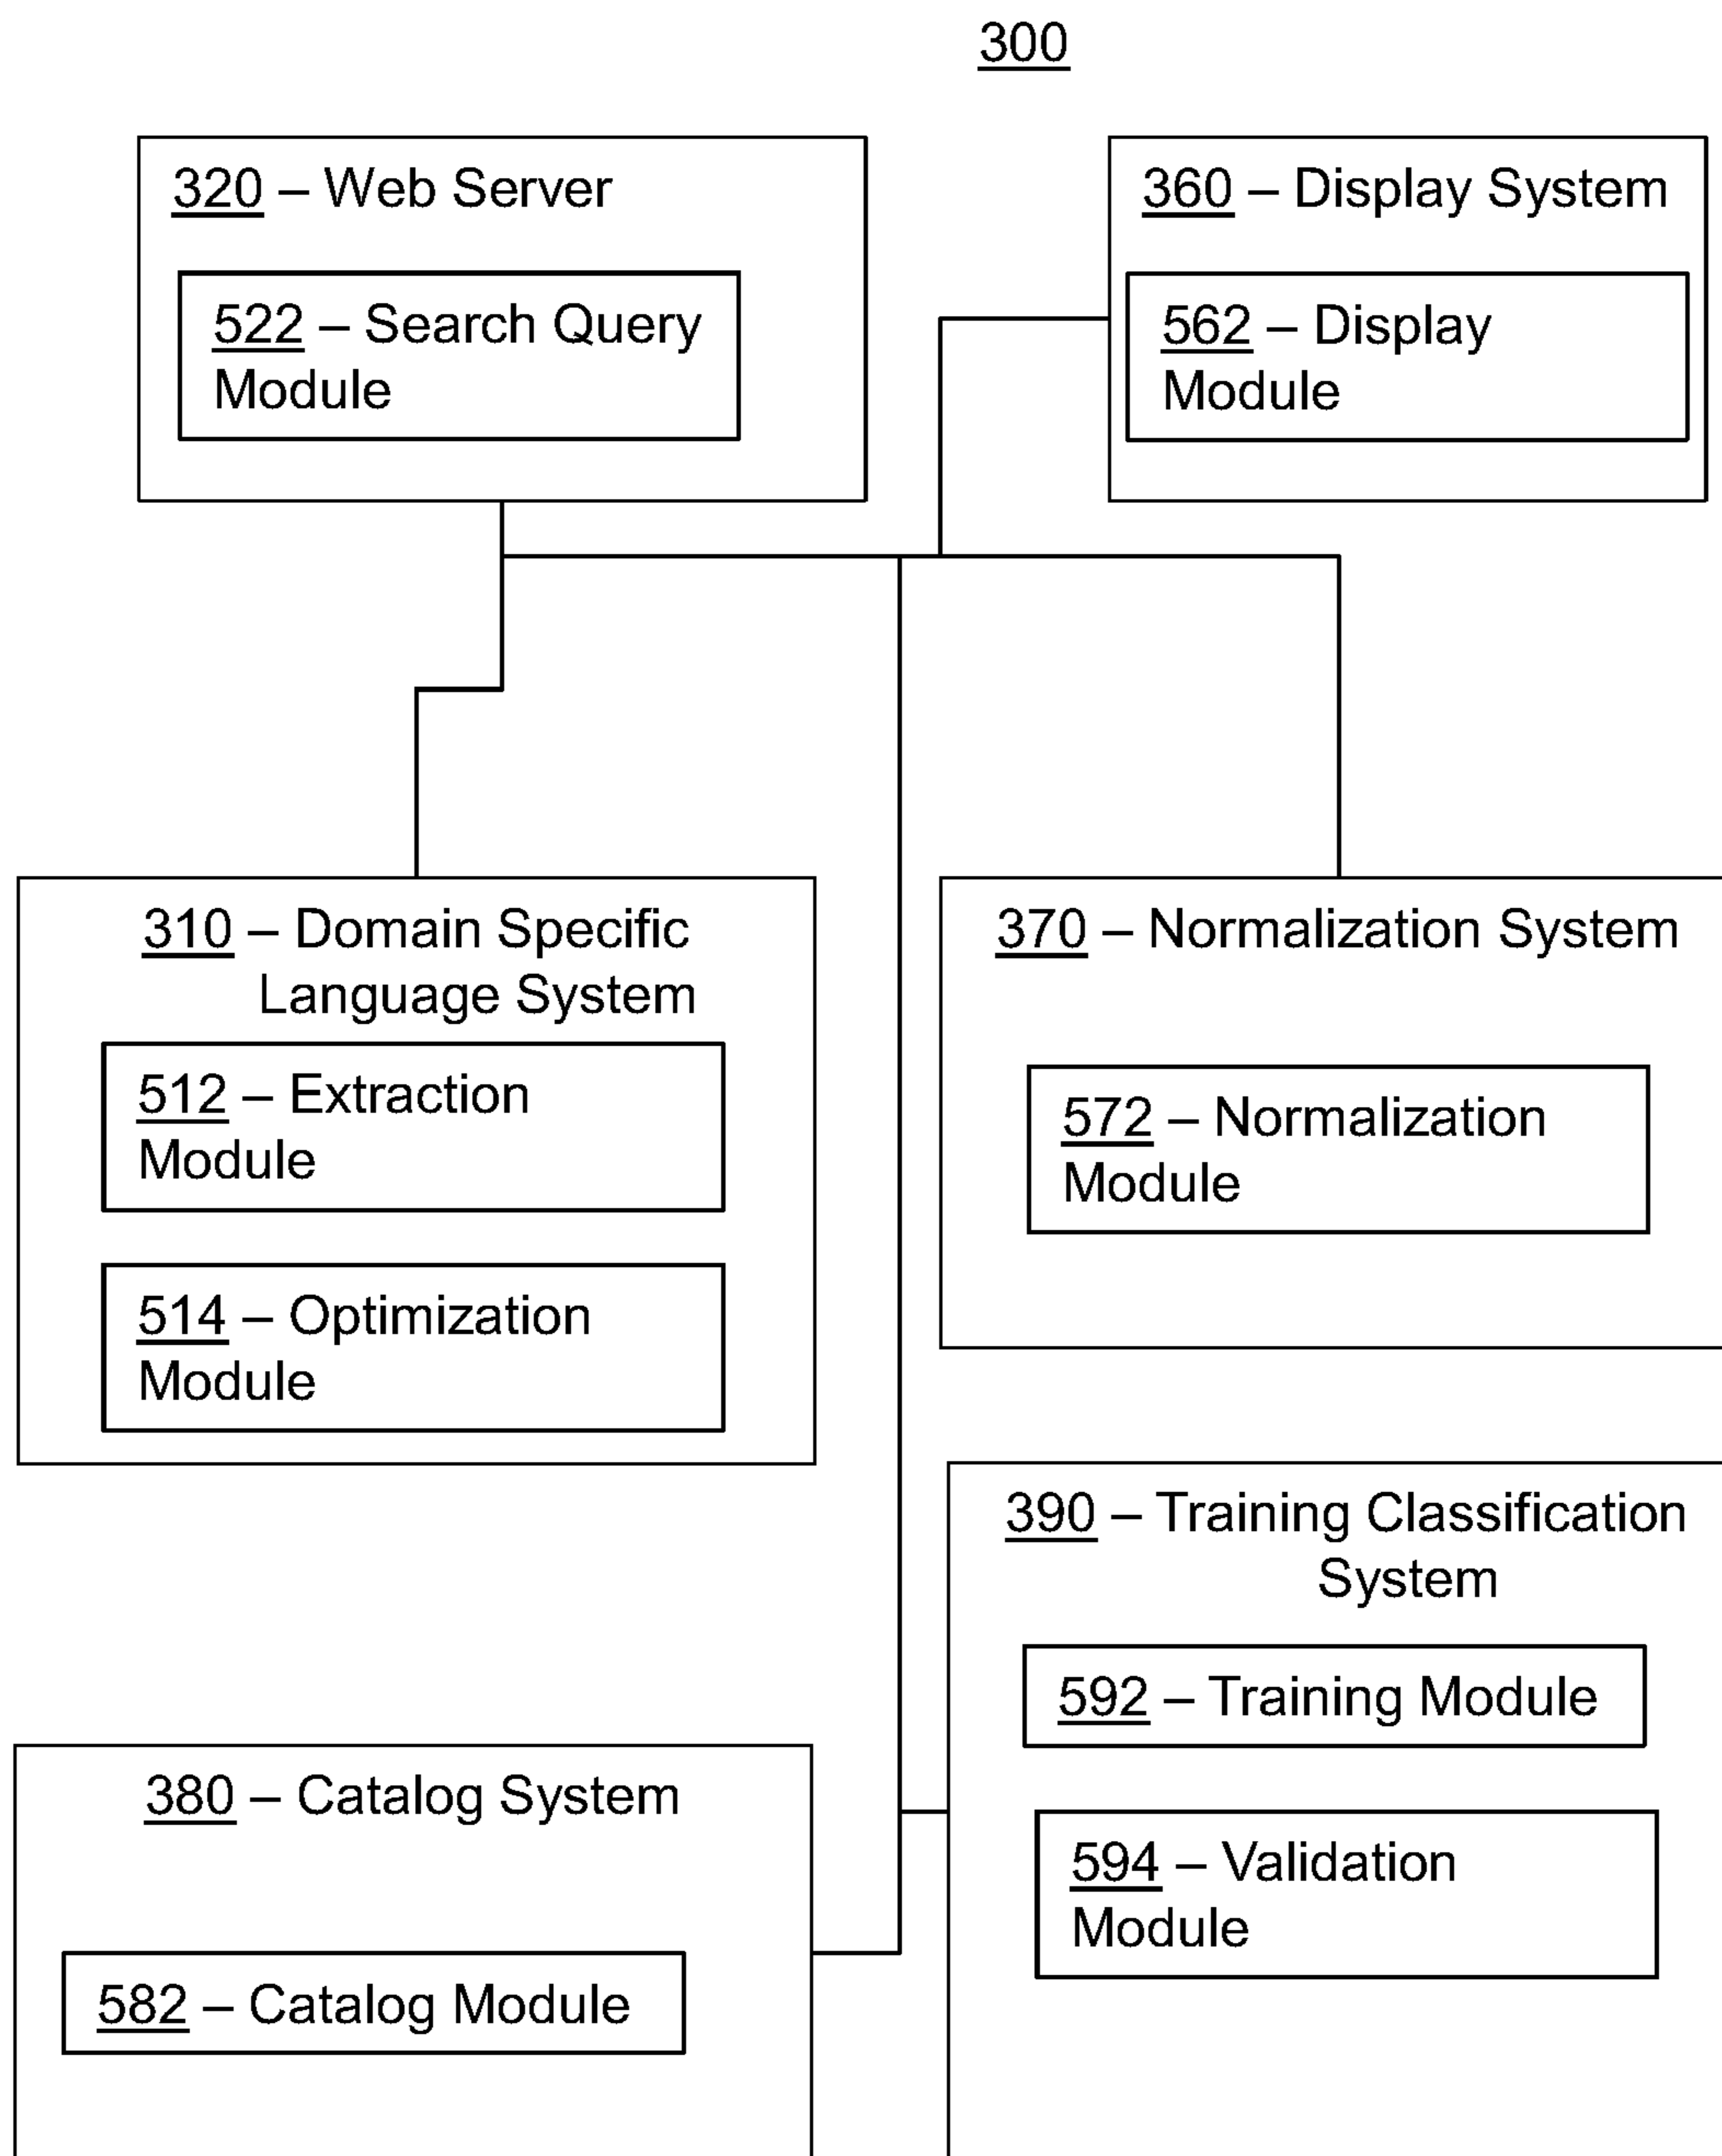 300
320 – Web Server
522 – Search Query
Module
360 – Display System
562 – Display
Module
310 – Domain Specific
Language System
512 – Extraction
Module
514 – Optimization
Module
370 – Normalization System
572 – Normalization
Module
390 – Training Classification
System
592 – Training Module
594 – Validation
Module
380 – Catalog System
582 – Catalog Module